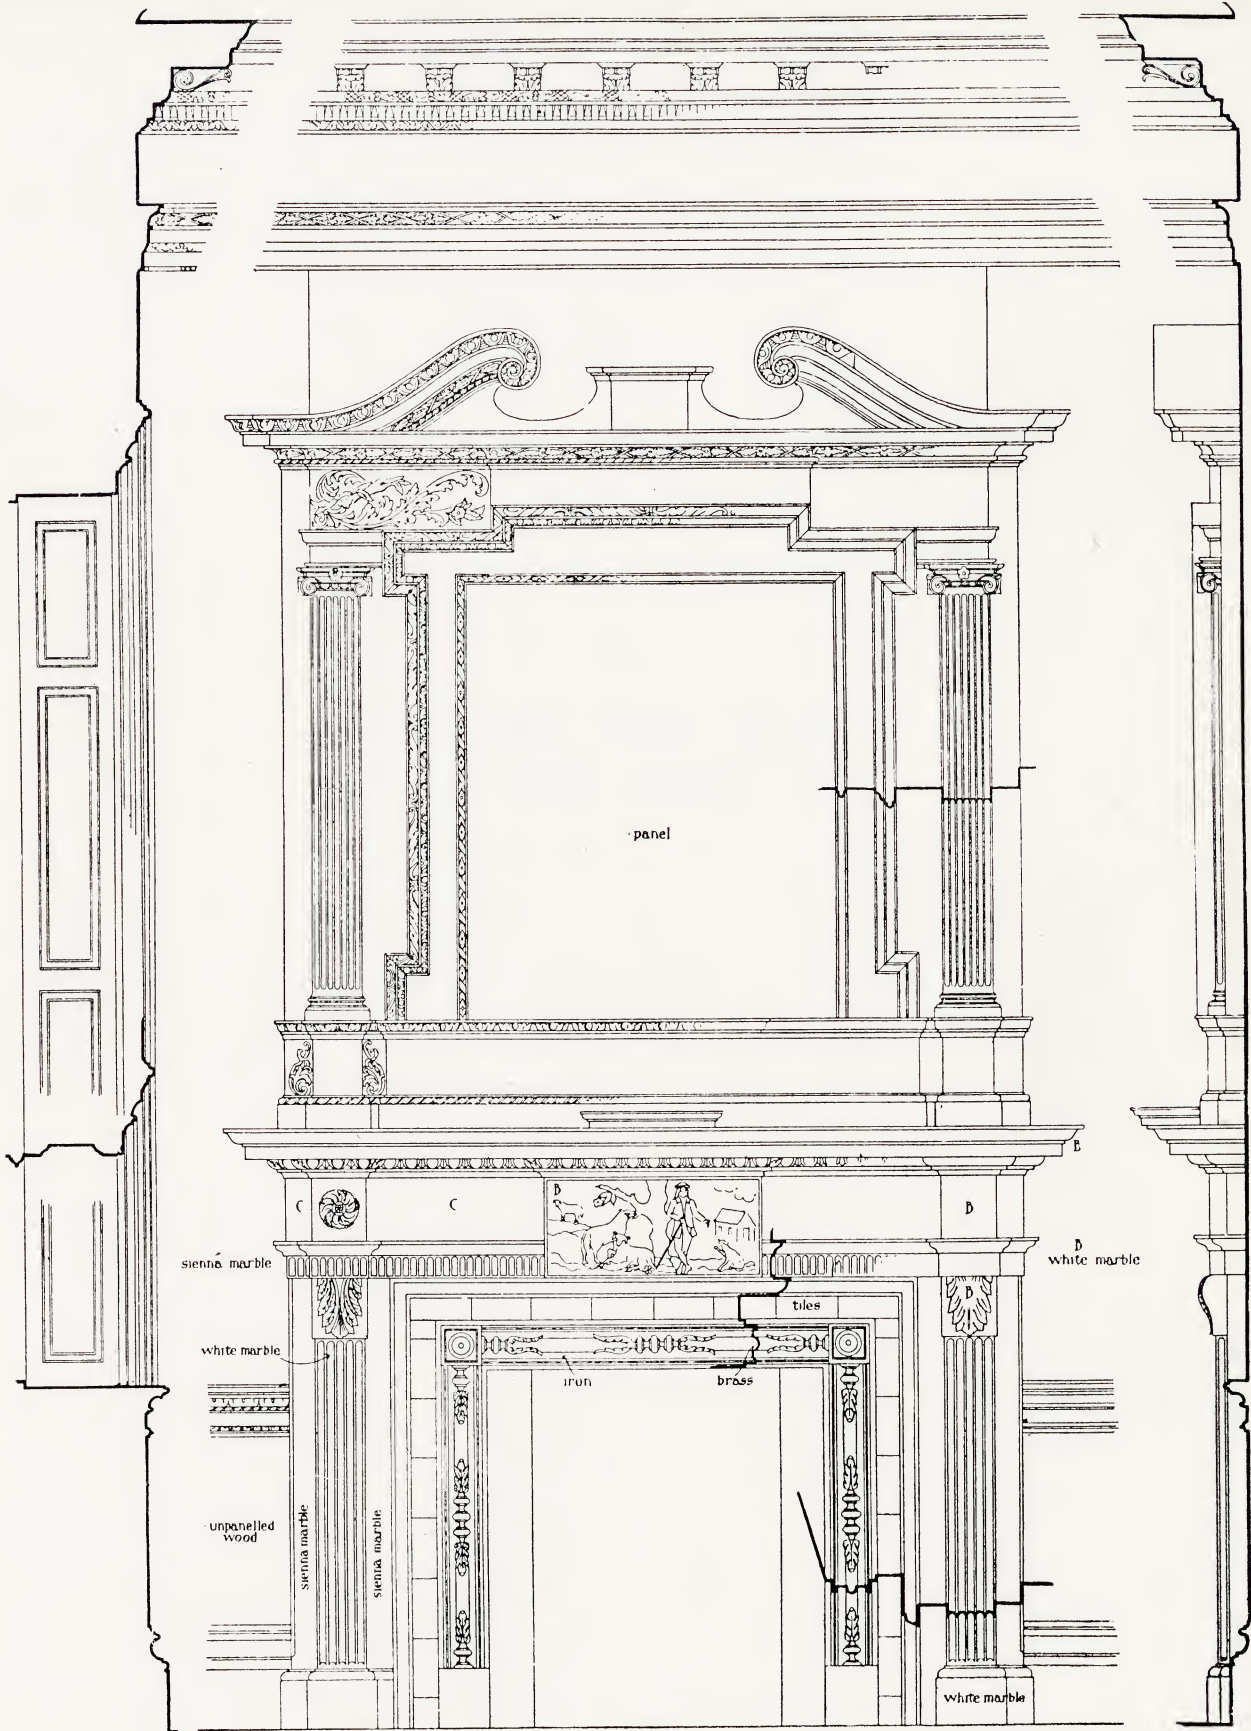 panel
E
B
C
C
B
sienna marble
B
white marble
B
tiles
white marble
iron
brass
unpanelled
wood
sienna marble
sienna marble
white marble